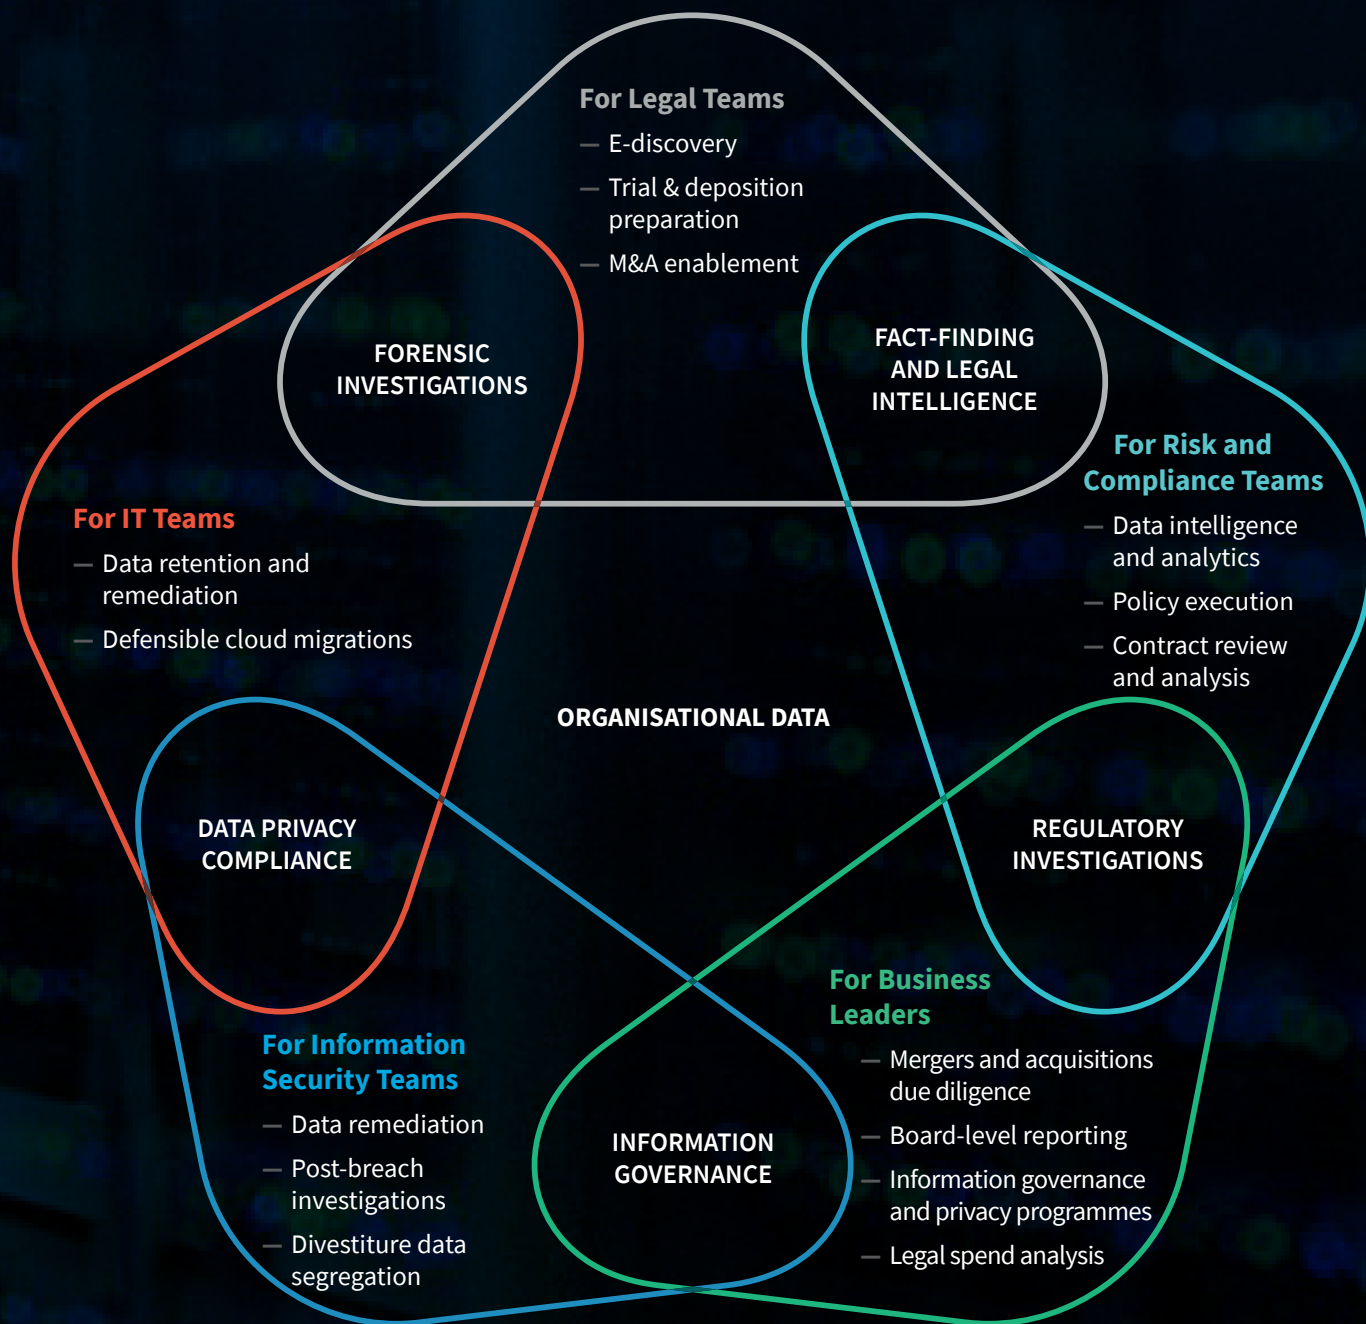 For Legal Teams
— E-discovery
— Trial & deposition
preparation
— M&A enablement
FORENSIC
INVESTIGATIONS
FACT-FINDING
AND LEGAL
INTELLIGENCE
For Risk and
Compliance Teams
— Data intelligence
and analytics
— Policy execution
— Contract review
and analysis
For IT Teams
— Data retention and
remediation
— Defensible cloud migrations
ORGANISATIONAL DATA
DATA PRIVACY
COMPLIANCE
REGULATORY
INVESTIGATIONS
For Information
Security Teams
— Data remediation
— Post-breach
investigations
— Divestiture data
segregation
INFORMATION
GOVERNANCE
For Business
Leaders
— Mergers and acquisitions
due diligence
— Board-level reporting
— Information governance
and privacy programmes
— Legal spend analysis